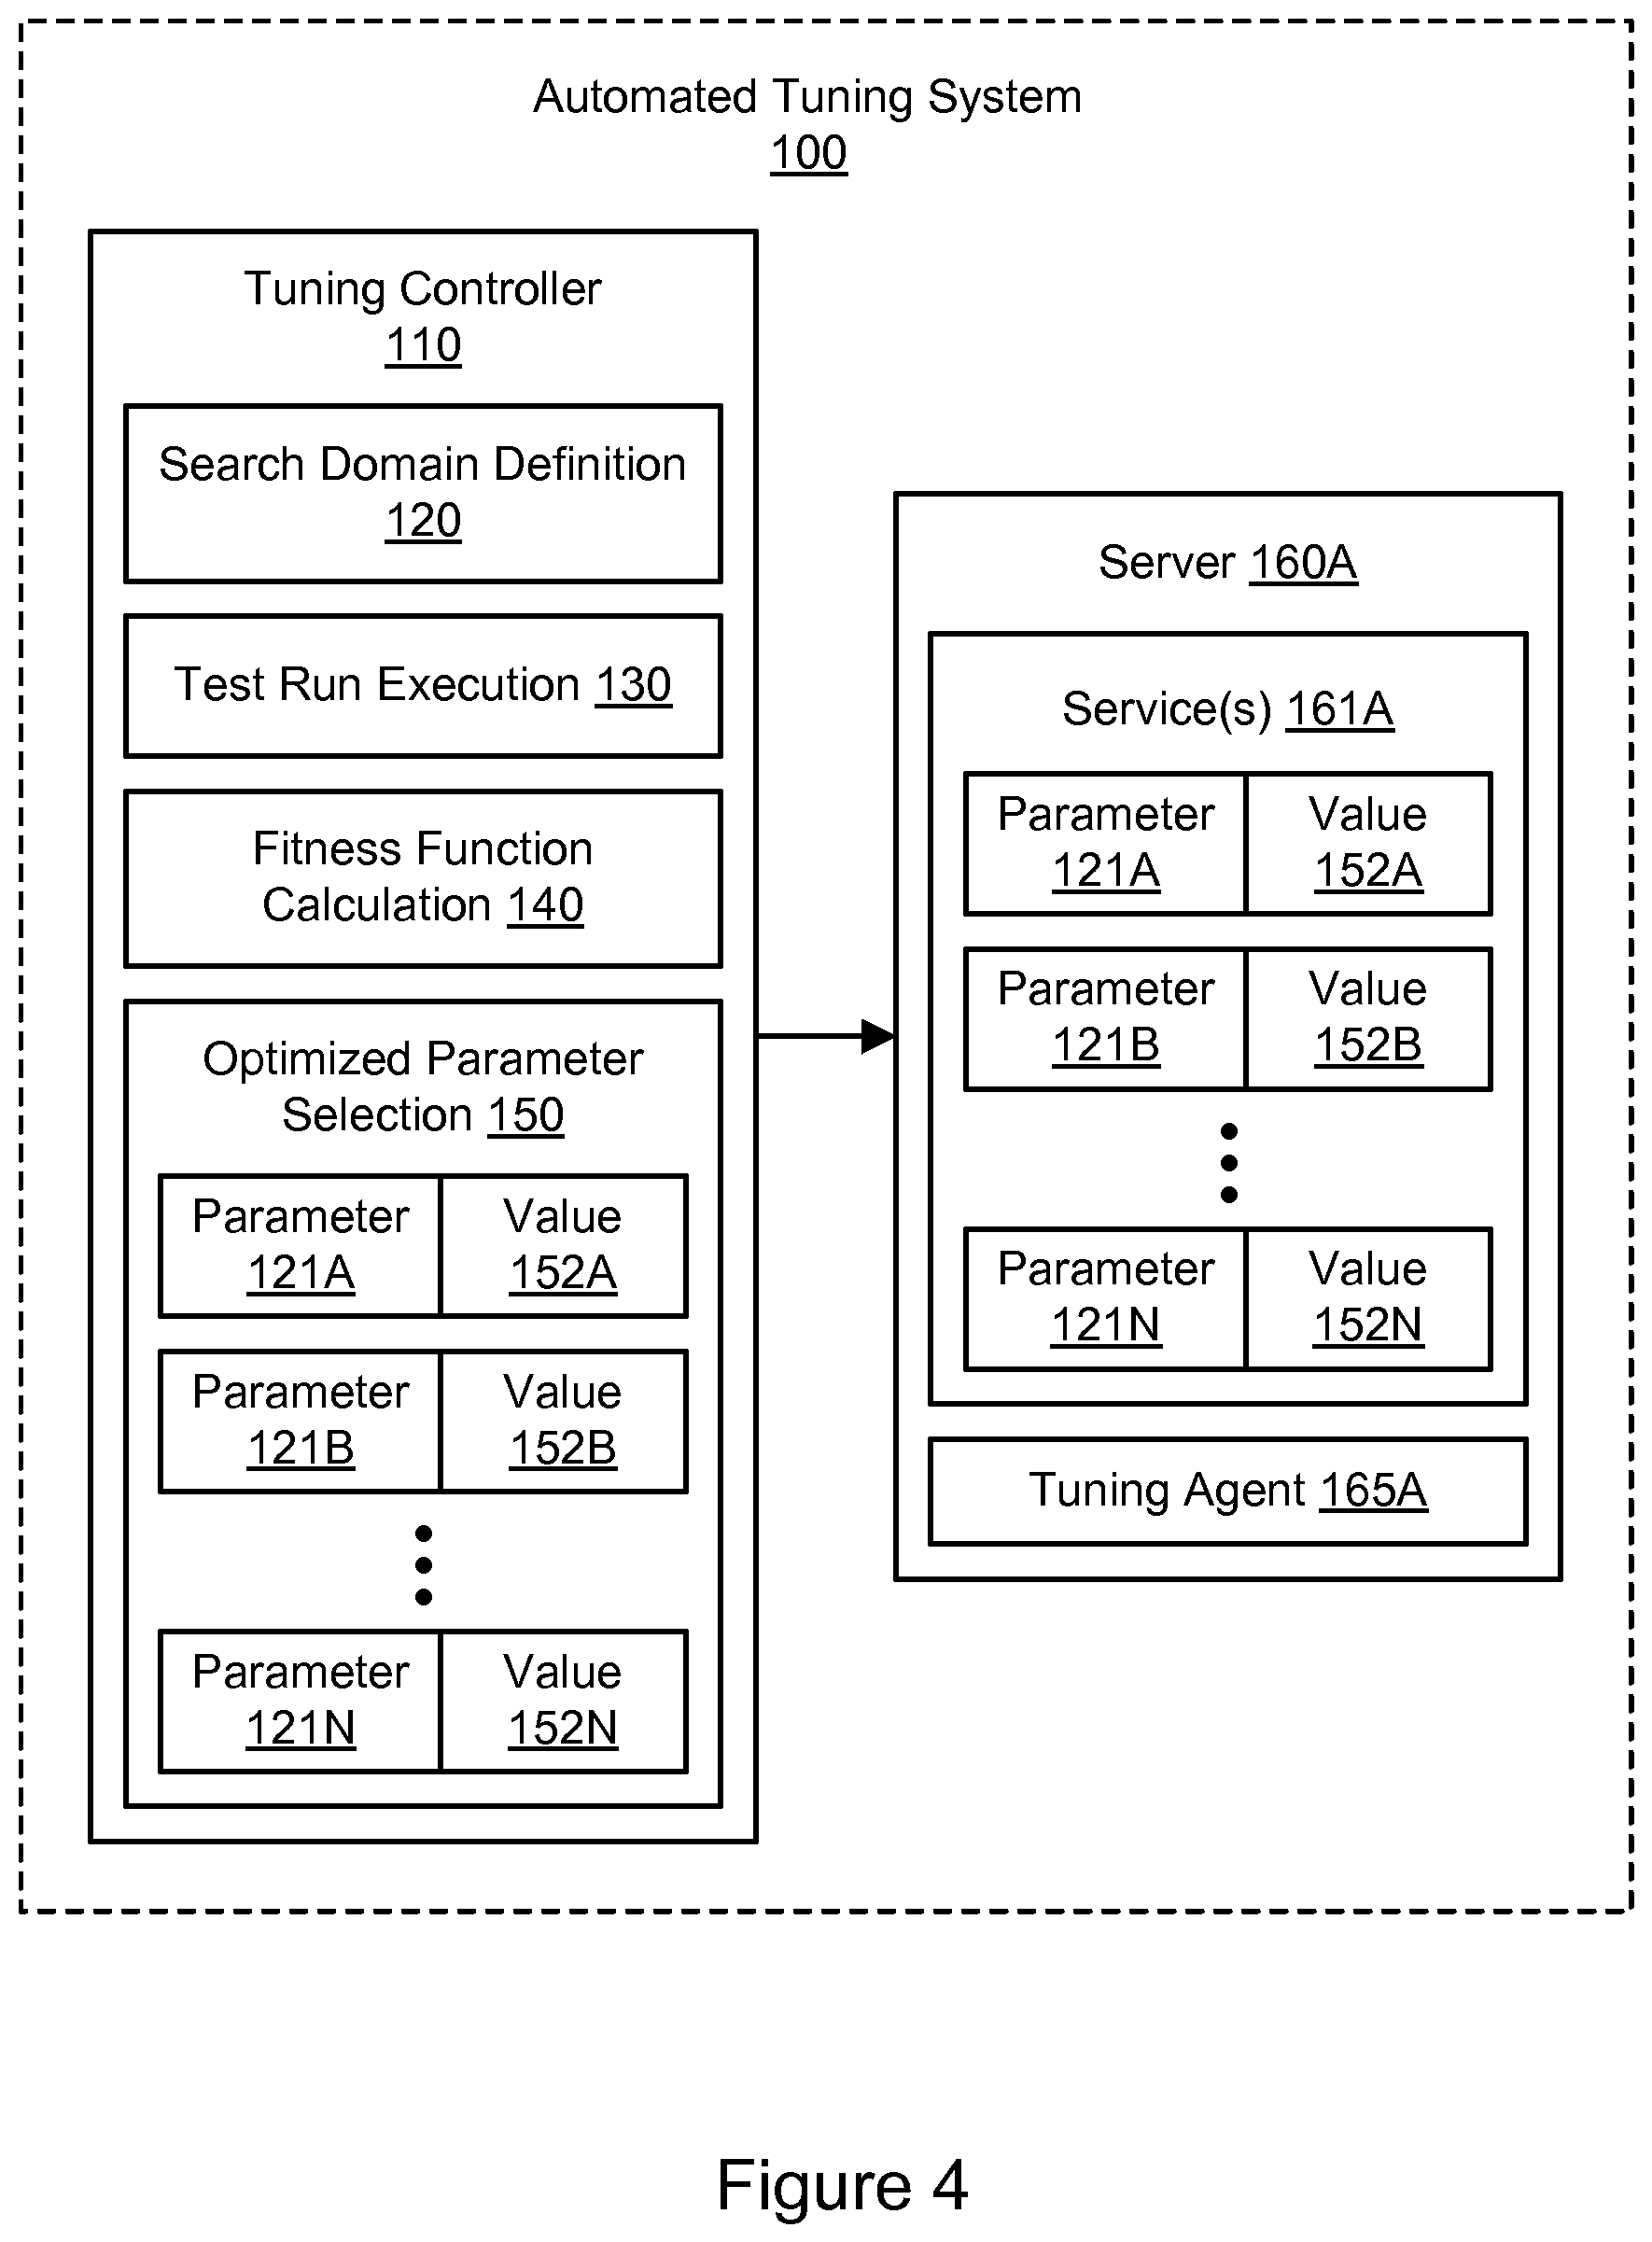 Automated Tuning System
100
Tuning Controller
110
Search Domain Definition
120
Test Run Execution 130
Fitness Function
Calculation 140
Optimized Parameter
Selection 150
Parameter
121A
Value
152A
Parameter
121B
Value
152B
Parameter
121N
Value
152N
Server 160A
Service(s) 161A
Parameter
121A
Value
152A
Parameter
121B
Value
152B
Parameter
121N
Value
152N
Tuning Agent 165A
Figure 4